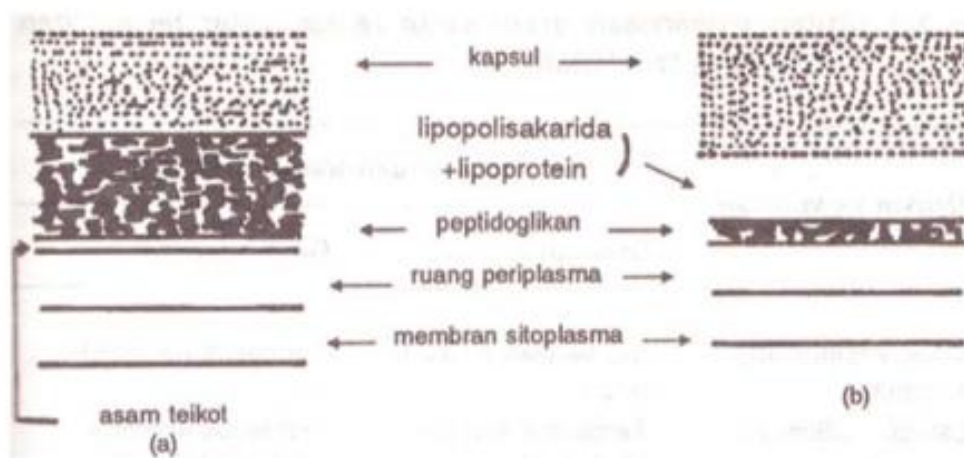 kapsul
lipopolisakarida
+lipoprotein
peptidoglikan
ruang periplasma
membran sitoplasma
asam teikot
(a)
(b)